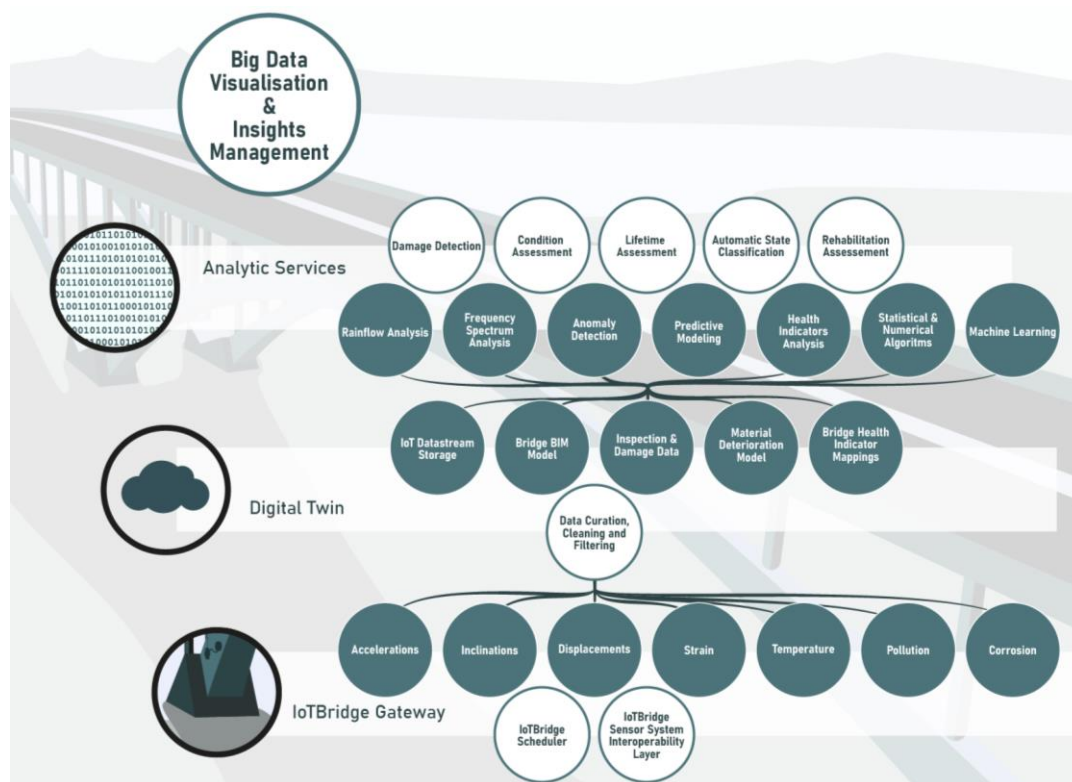 Big Data
Visualisation
&
Insights
Management
Damage Detection
Condition
Assessment
Lifetime
Assessment
Automatic State
Classification
Rehabilitation
Assessement
Analytic Services
Rainflow Analysis
Frequency
Spectrum
Analysis
Anomaly
Detection
Predictive
Modeling
Health
Indicators
Analysis
Statistical &
Numerical
Algoritms
Machine Learning
IoT Datastream
Storage
Bridge BIM
Model
Inspection &
Damage Data
Material
Deterioration
Model
Bridge Health
Indicator
Mappings
Digital Twin
Data Curation,
Cleaning and
Filtering
Accelerations
Inclinations
Displacements
Strain
Temperature
Pollution
Corrosion
IoTBridge Gateway
IoTBridge
Scheduler
IoTBridge
Sensor System
Interoperability
Layer